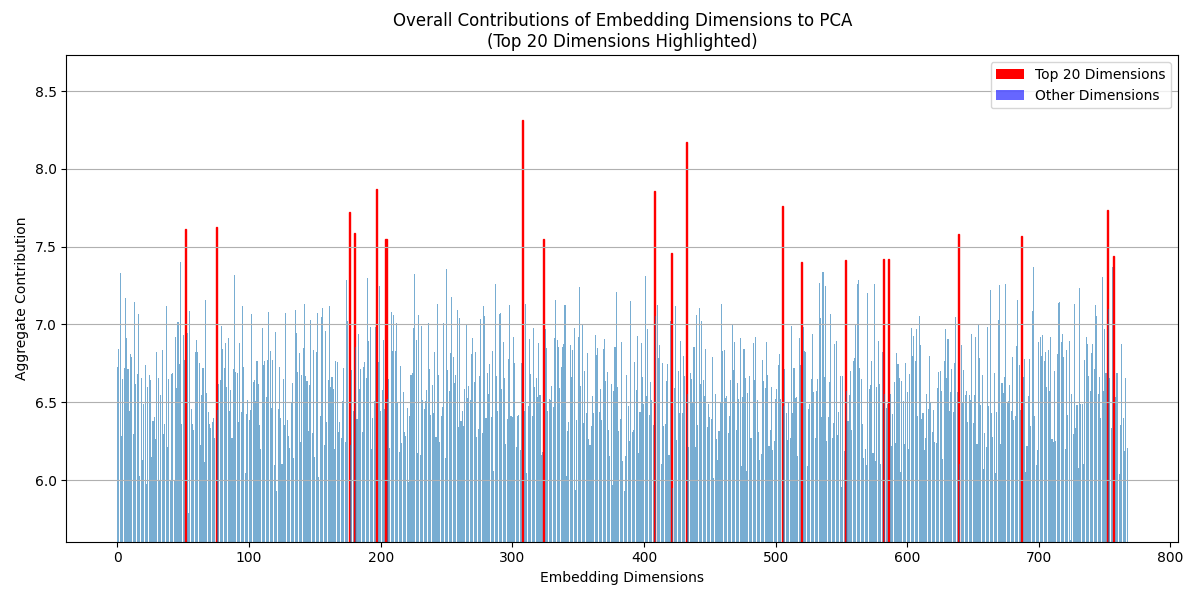 Overall Contributions of Embedding Dimensions to PCA
(Top 20 Dimensions Highlighted)
Top 20 Dimensions
Other Dimensions
Aggregate Contribution
8.5
8.0
7.5
7.0
6.5
6.0
0 100 200 300 400 500 600 700 800
Embedding Dimensions